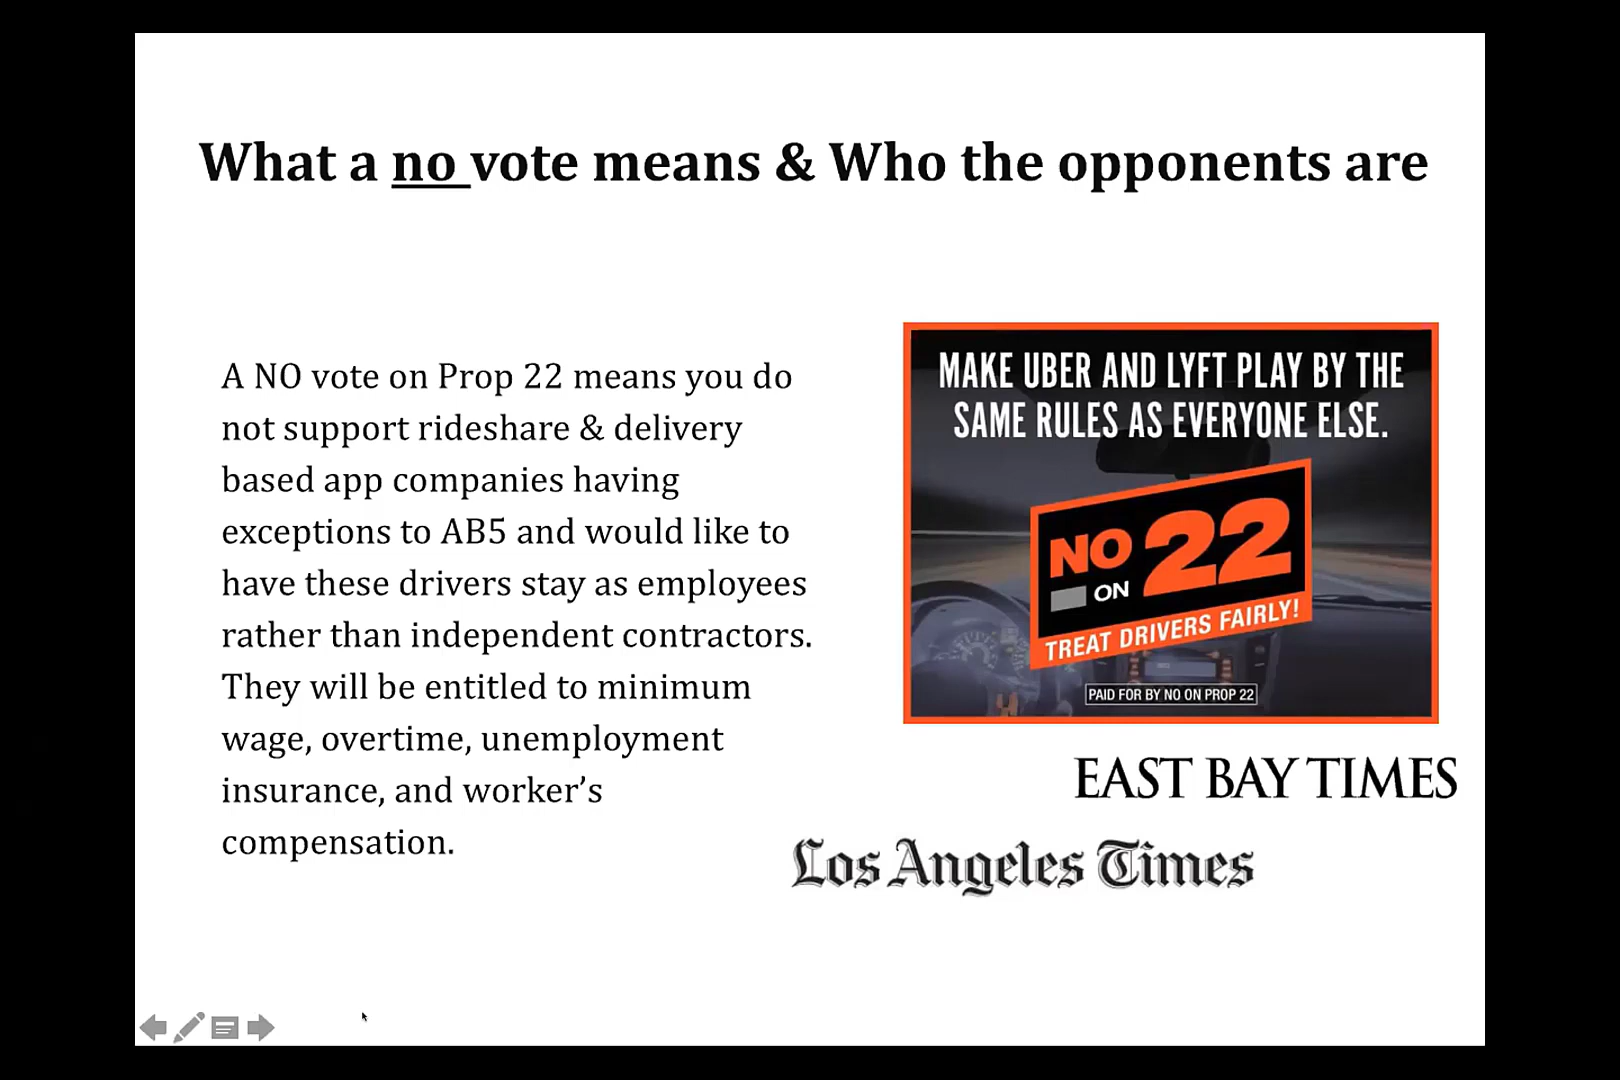 What a no vote means & Who the opponents are
A NO vote on Prop 22 means you do
not support rideshare & delivery
based app companies having
exceptions to AB5 and would like to
have these drivers stay as employees
rather than independent contractors.
They will be entitled to minimum
wage, overtime, unemployment
insurance, and worker’s
compensation.
MAKE UBER AND LYFT PLAY BY THE
SAME RULES AS EVERYONE ELSE.
NO ON 22
TREAT DRIVERS FAIRLY!
PAID FOR BY NO ON PROP 22
EAST BAY TIMES
Los Angeles Times